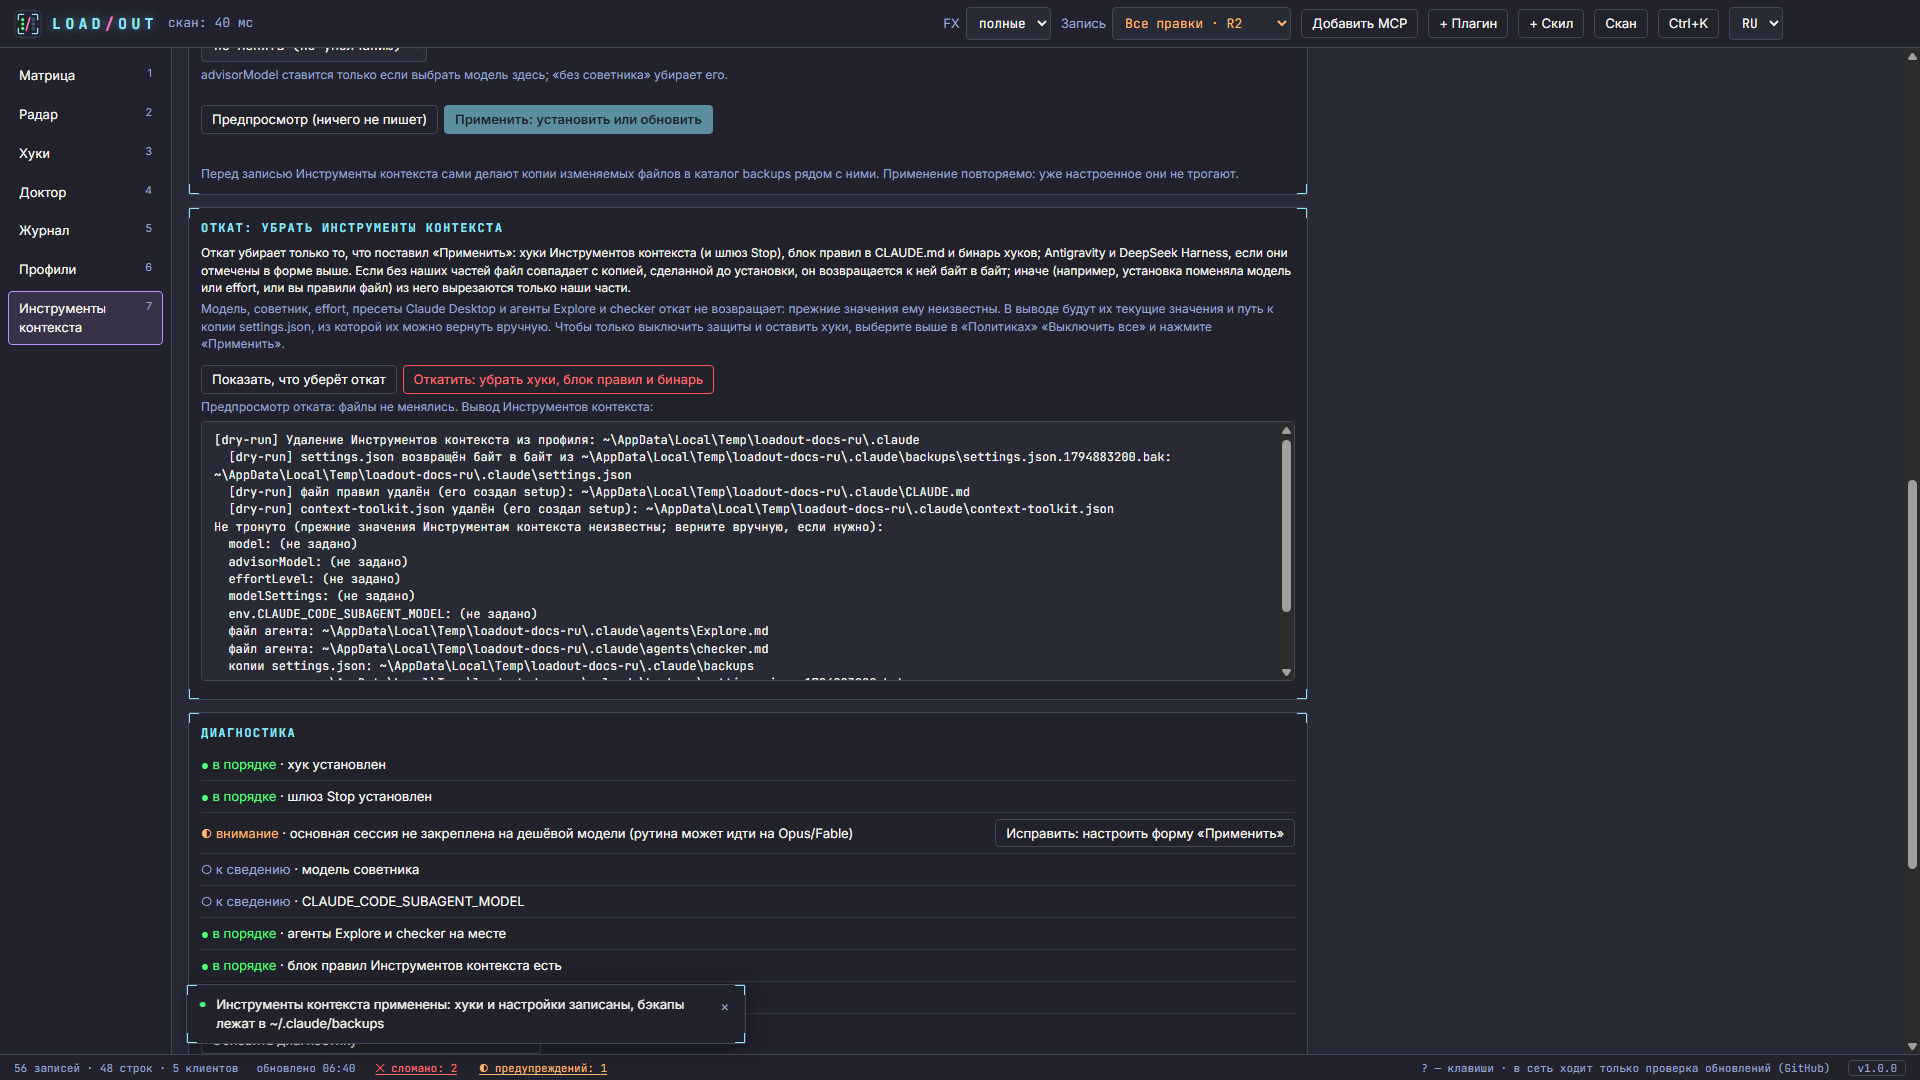 LOAD/OUT скан: 40 мс FX полные Запись Все правки · R2 Добавить MCP + Плагин + Скил Скан Ctrl+K RU
Матрица 1
Радар 2
Хуки 3
Доктор 4
Журнал 5
Профили 6
Инструменты контекста 7
advisorModel ставится только если выбрать модель здесь; «без советника» убирает его.
Предпросмотр (ничего не пишет) Применить: установить или обновить
Перед записью Инструменты контекста сами делают копии изменяемых файлов в каталог backups рядом с ними. Применение повторяемо: уже настроенное они не трогают.
ОТКАТ: УБРАТЬ ИНСТРУМЕНТЫ КОНТЕКСТА
Откат убирает только то, что поставил «Применить»: хуки Инструментов контекста (и шлюз Stop), блок правил в CLAUDE.md и бинарь хуков; Antigravity и DeepSeek Harness, если они
отмечены в форме выше. Если без наших частей файл совпадает с копией, сделанной до установки, он возвращается к ней байт в байт; иначе (например, установка поменяла модель
или effort, или вы правили файл) из него вырезаются только наши части.
Модель, советник, effort, пресеты Claude Desktop и агенты Explore и checker откат не возвращает: прежние значения ему неизвестны. В выводе будут их текущие значения и путь к
копии settings.json, из которой их можно вернуть вручную. Чтобы только выключить защиты и оставить хуки, выберите выше в «Политиках» «Выключить все» и нажмите
«Применить».
Показать, что уберёт откат Откатить: убрать хуки, блок правил и бинарь
Предпросмотр отката: файлы не менялись. Вывод Инструментов контекста:
[dry-run] Удаление Инструментов контекста из профиля: ~\AppData\Local\Temp\loadout-docs-ru\.claude
[dry-run] settings.json возвращён байт в байт из ~\AppData\Local\Temp\loadout-docs-ru\.claude\backups\settings.json.1794883200.bak:
~\AppData\Local\Temp\loadout-docs-ru\.claude\settings.json
[dry-run] файл правил удалён (его создал setup): ~\AppData\Local\Temp\loadout-docs-ru\.claude\CLAUDE.md
[dry-run] context-toolkit.json удалён (его создал setup): ~\AppData\Local\Temp\loadout-docs-ru\.claude\context-toolkit.json
Не тронуто (прежние значения Инструментам контекста неизвестны; верните вручную, если нужно):
model: (не задано)
advisorModel: (не задано)
effortLevel: (не задано)
modelSettings: (не задано)
env.CLAUDE_CODE_SUBAGENT_MODEL: (не задано)
файл агента: ~\AppData\Local\Temp\loadout-docs-ru\.claude\agents\Explore.md
файл агента: ~\AppData\Local\Temp\loadout-docs-ru\.claude\agents\checker.md
копии settings.json: ~\AppData\Local\Temp\loadout-docs-ru\.claude\backups
ДИАГНОСТИКА
в порядке · хук установлен
в порядке · шлюз Stop установлен
внимание · основная сессия не закреплена на дешёвой модели (рутина может идти на Opus/Fable) Исправить: настроить форму «Применить»
к сведению · модель советника
к сведению · CLAUDE_CODE_SUBAGENT_MODEL
в порядке · агенты Explore и checker на месте
в порядке · блок правил Инструментов контекста есть
Инструменты контекста применены: хуки и настройки записаны, бэкапы ×
лежат в ~/.claude/backups
56 записей · 48 строк · 5 клиентов обновлено 06:40 сломано: 2 предупреждений: 1 ? — клавиши · в сеть ходит только проверка обновлений (GitHub) v1.0.0